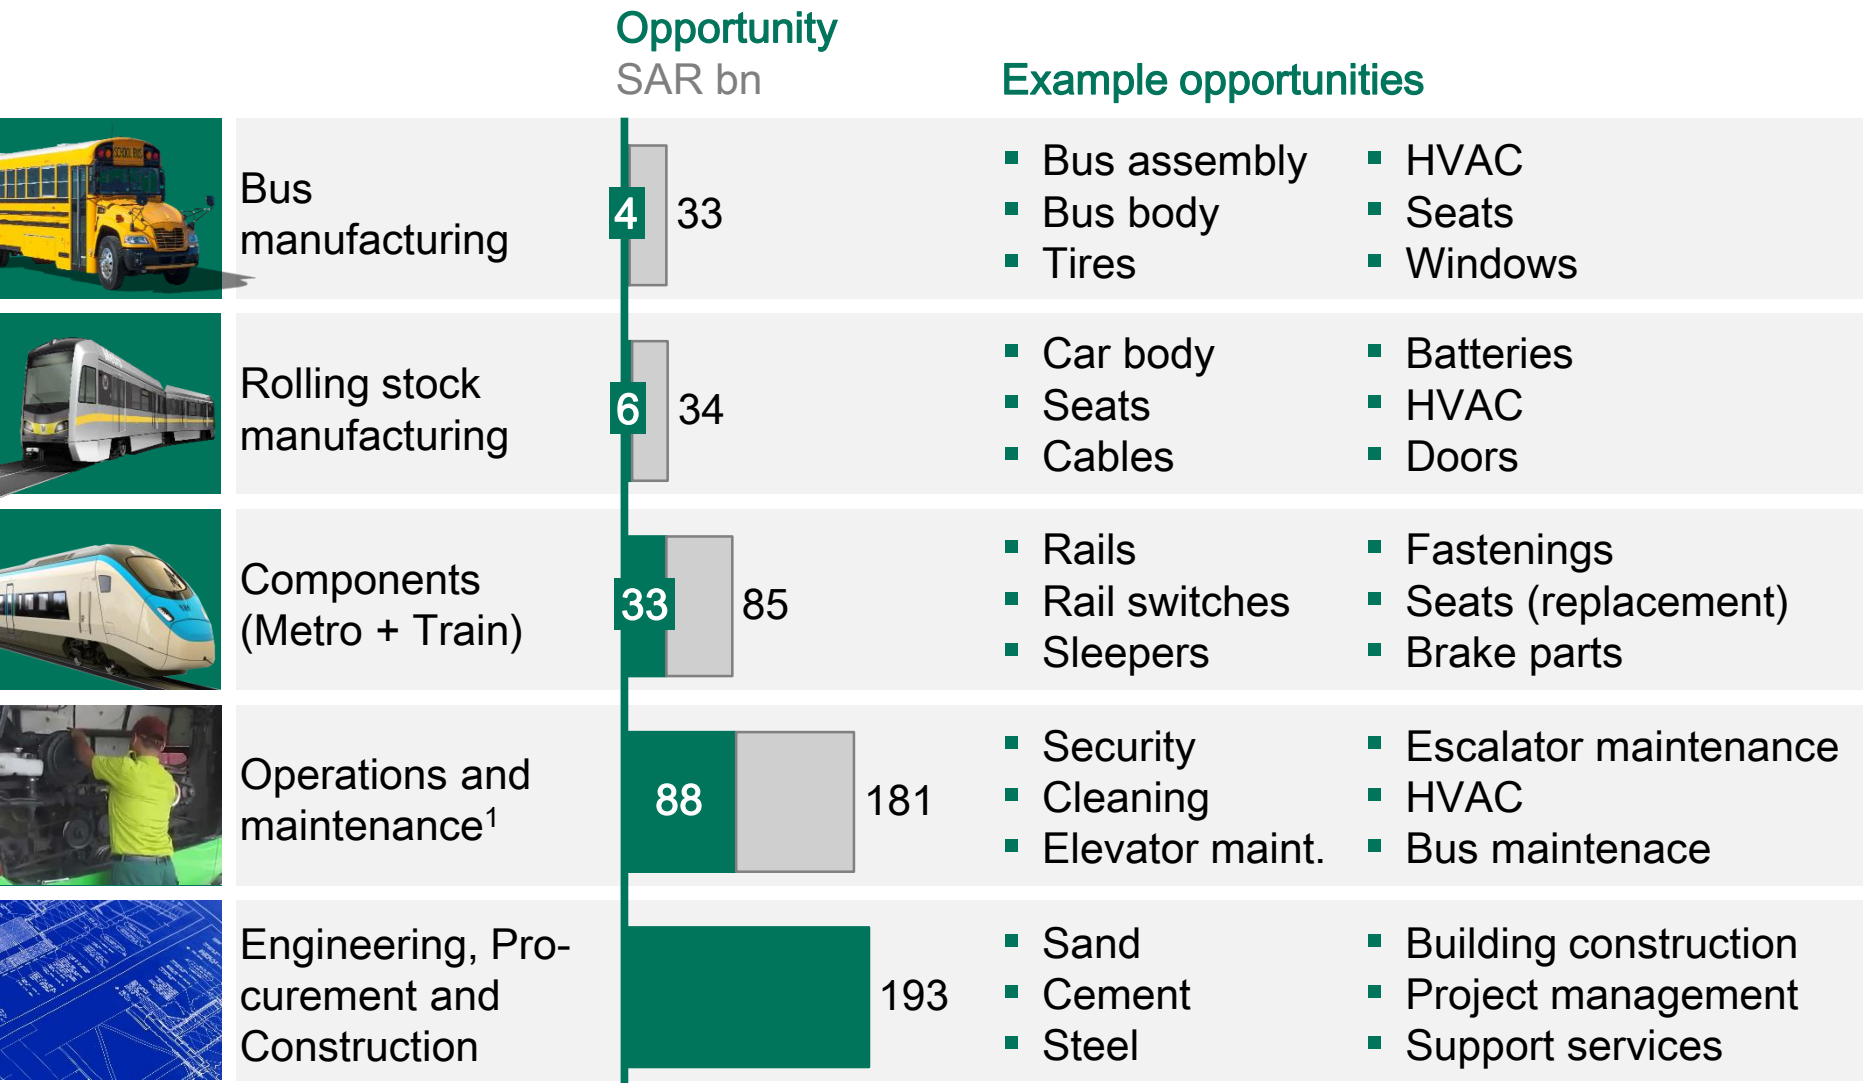 Opportunity
SAR bn
Example opportunities
SCHOOL BUS
Bus
manufacturing
4
33
▪ Bus assembly
▪ Bus body
▪ Tires
▪ HVAC
▪ Seats
▪ Windows
Rolling stock
manufacturing
6
34
▪ Car body
▪ Seats
▪ Cables
▪ Batteries
▪ HVAC
▪ Doors
Components
(Metro + Train)
33
85
▪ Rails
▪ Rail switches
▪ Sleepers
▪ Fastenings
▪ Seats (replacement)
▪ Brake parts
Operations and
maintenance¹
88
181
▪ Security
▪ Cleaning
▪ Elevator maint.
▪ Escalator maintenance
▪ HVAC
▪ Bus maintenace
Engineering, Pro-
curement and
Construction
193
▪ Sand
▪ Cement
▪ Steel
▪ Building construction
▪ Project management
▪ Support services